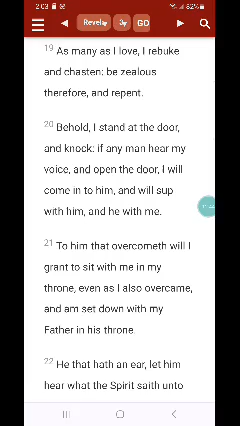 2:03 82%
Revel 3 GD
19 As many as I love, I rebuke
and chasten: be zealous
therefore, and repent.
20 Behold, I stand at the door,
and knock: if any man hear my
voice, and open the door, I will
come in to him, and will sup
with him, and he with me.
21 To him that overcometh will I
grant to sit with me in my
throne, even as I also overcame,
and am set down with my
Father in his throne.
22 He that hath an ear, let him
hear what the Spirit saith unto